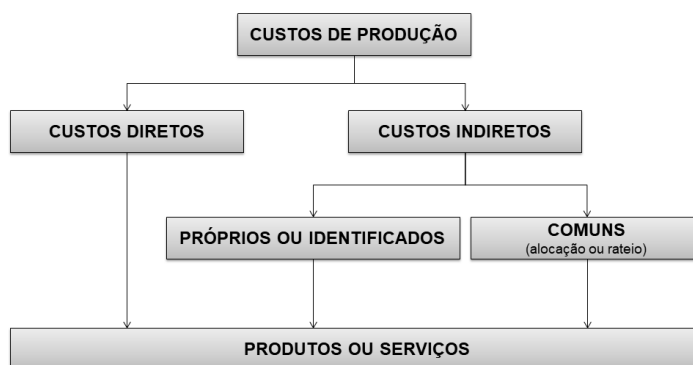 CUSTOS DE PRODUÇÃO
CUSTOS DIRETOS
CUSTOS INDIRETOS
PRÓPRIOS OU IDENTIFICADOS
COMUNS
(alocação ou rateio)
PRODUTOS OU SERVIÇOS